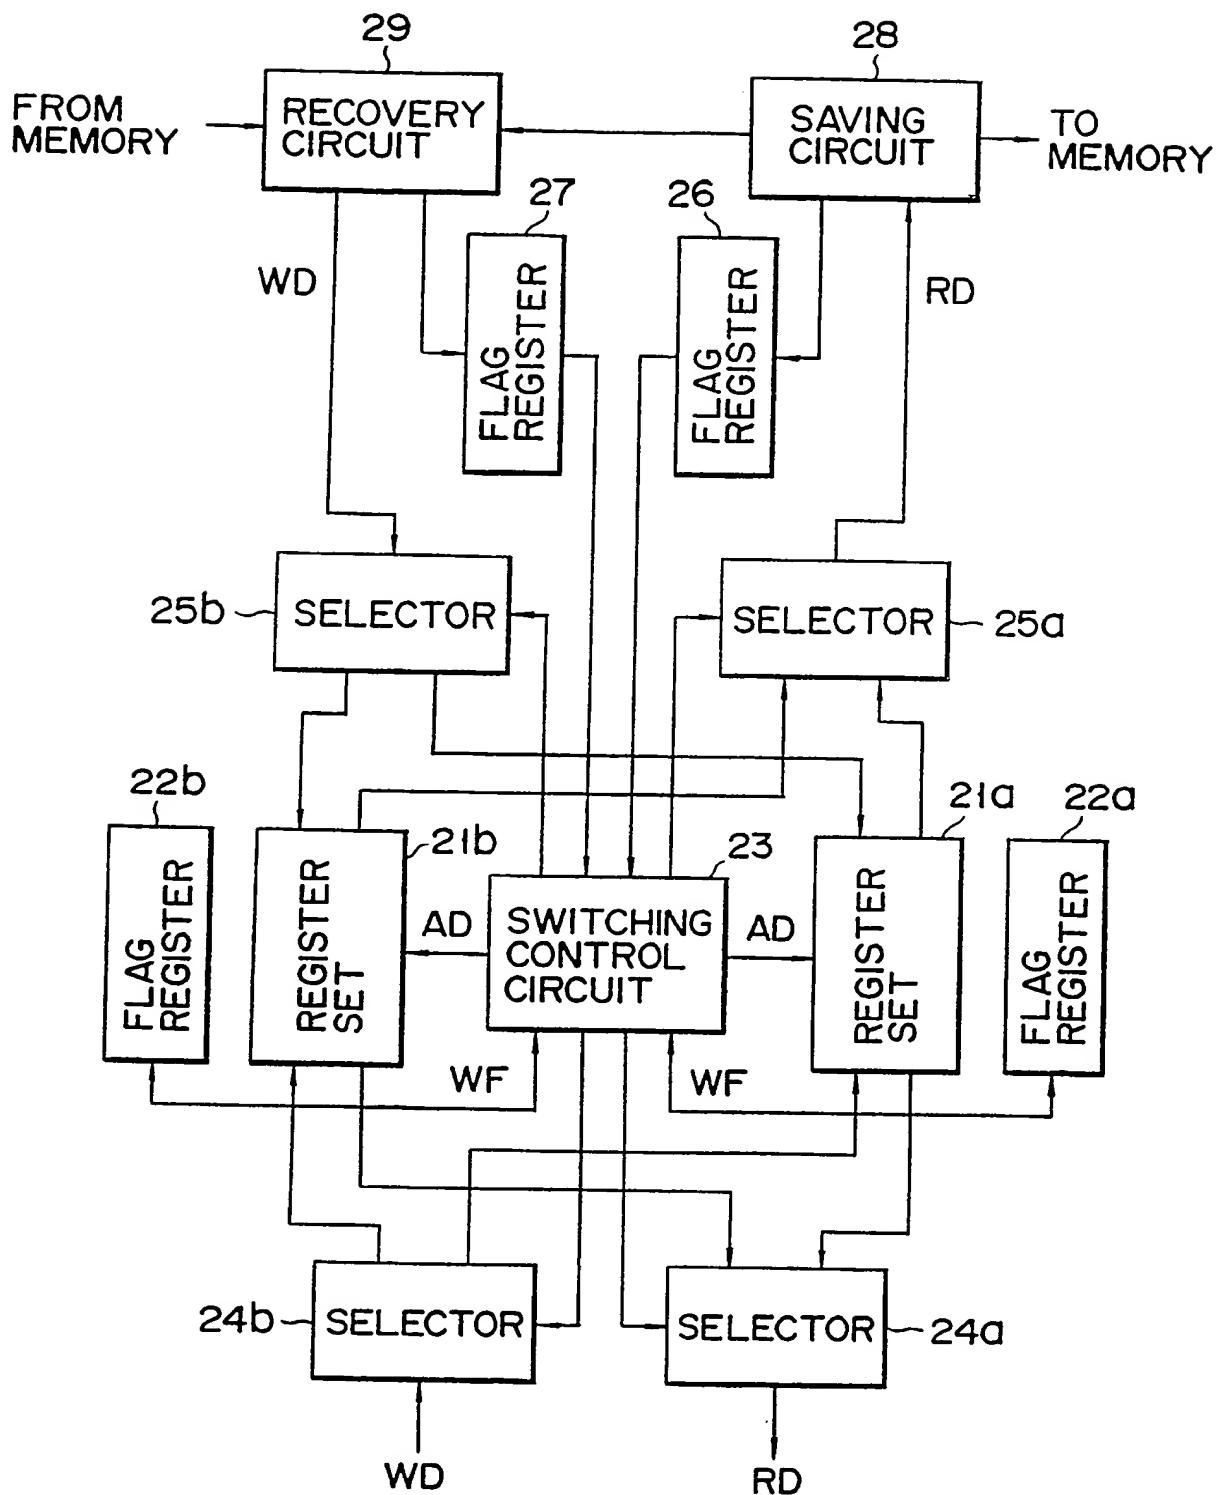 29
28
FROM
MEMORY
RECOVERY
CIRCUIT
SAVING
CIRCUIT
TO
MEMORY
27
26
WD
FLAG
REGISTER
FLAG
REGISTER
RD
25b
SELECTOR
SELECTOR
25a
22b
21b
23
21a
22a
FLAG
REGISTER
REGISTER
SET
AD
SWITCHING
CONTROL
CIRCUIT
AD
REGISTER
SET
FLAG
REGISTER
WF
WF
24b
SELECTOR
SELECTOR
24a
WD
RD